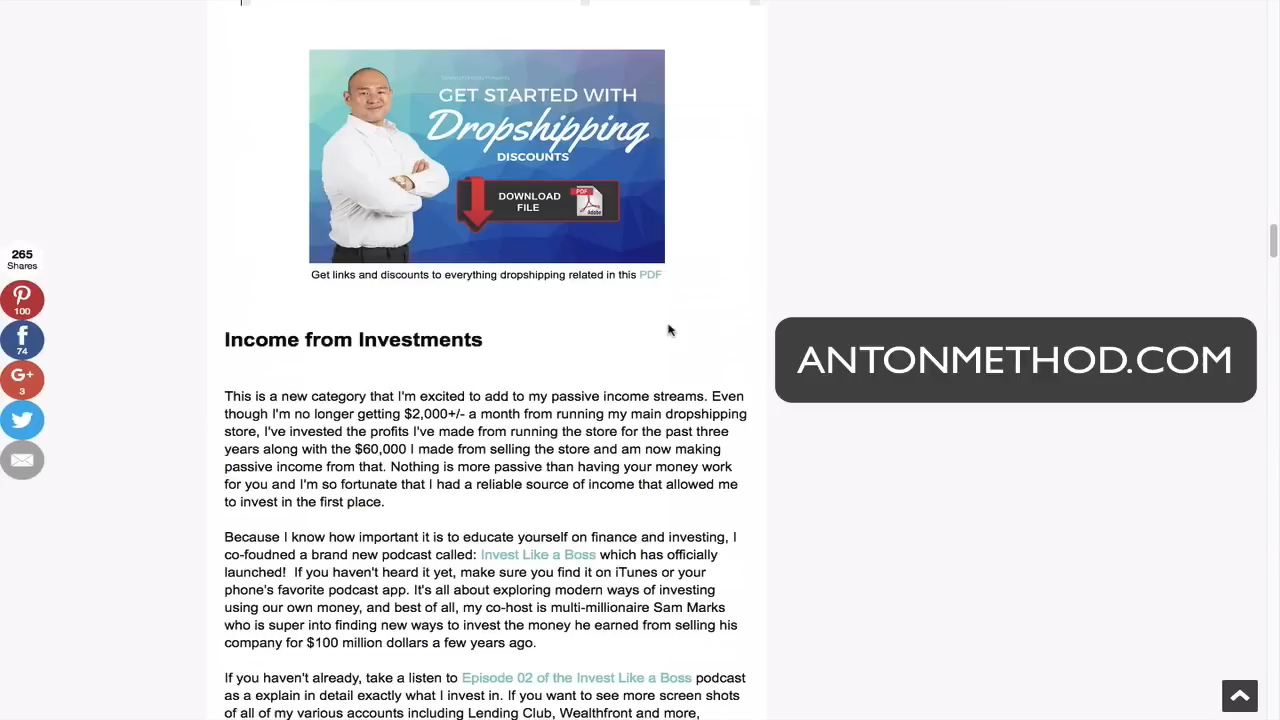 GET STARTED WITH
Dropshipping
DISCOUNTS
DOWNLOAD
FILE
PDF
Adobe
Get links and discounts to everything dropshipping related in this PDF
265
Shares
100
f
74
G+
3
Income from Investments
ANTONMETHOD.COM
This is a new category that I'm excited to add to my passive income streams. Even
though I'm no longer getting $2,000+/- a month from running my main dropshipping
store, I've invested the profits I've made from running the store for the past three
years along with the $60,000 I made from selling the store and am now making
passive income from that. Nothing is more passive than having your money work
for you and I'm so fortunate that I had a reliable source of income that allowed me
to invest in the first place.
Because I know how important it is to educate yourself on finance and investing, I
co-foudned a brand new podcast called: Invest Like a Boss which has officially
launched!  If you haven't heard it yet, make sure you find it on iTunes or your
phone's favorite podcast app. It's all about exploring modern ways of investing
using our own money, and best of all, my co-host is multi-millionaire Sam Marks
who is super into finding new ways to invest the money he earned from selling his
company for $100 million dollars a few years ago.
If you haven't already, take a listen to Episode 02 of the Invest Like a Boss podcast
as a explain in detail exactly what I invest in. If you want to see more screen shots
of all of my various accounts including Lending Club, Wealthfront and more,